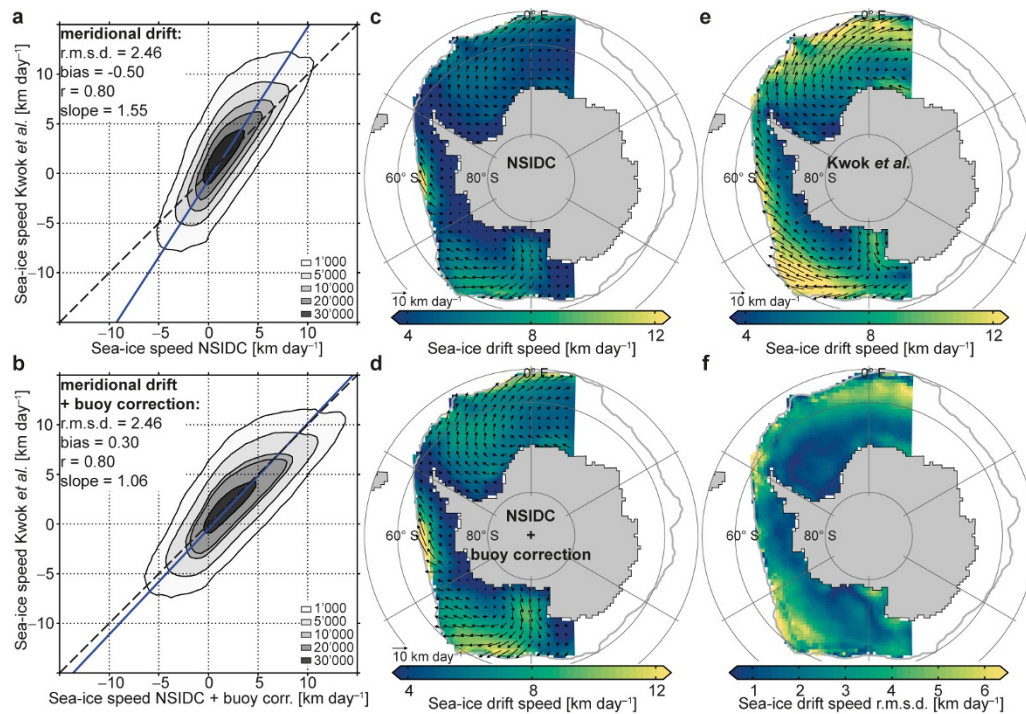 a
meridional drift:
r.m.s.d. = 2.46
bias = -0.50
r = 0.80
slope = 1.55
10
5
0
−5
−10
Sea-ice speed Kwok et al. [km day⁻¹]
1'000
5'000
10'000
20'000
30'000
−10 −5 0 5 10
Sea-ice speed NSIDC [km day⁻¹]
c
0° E
NSIDC
60° S
80° S
10 km day⁻¹
4 8 12
Sea-ice drift speed [km day⁻¹]
e
0° E
Kwok et al.
60° S
80° S
10 km day⁻¹
4 8 12
Sea-ice drift speed [km day⁻¹]
b
meridional drift
+ buoy correction:
r.m.s.d. = 2.46
bias = 0.30
r = 0.80
slope = 1.06
10
5
0
−5
−10
Sea-ice speed Kwok et al. [km day⁻¹]
1'000
5'000
10'000
20'000
30'000
−10 −5 0 5 10
Sea-ice speed NSIDC + buoy corr. [km day⁻¹]
d
0° E
NSIDC
+
buoy correction
60° S
80° S
10 km day⁻¹
4 8 12
Sea-ice drift speed [km day⁻¹]
f
0° E
60° S
80° S
1 2 3 4 5 6
Sea-ice drift speed r.m.s.d. [km day⁻¹]